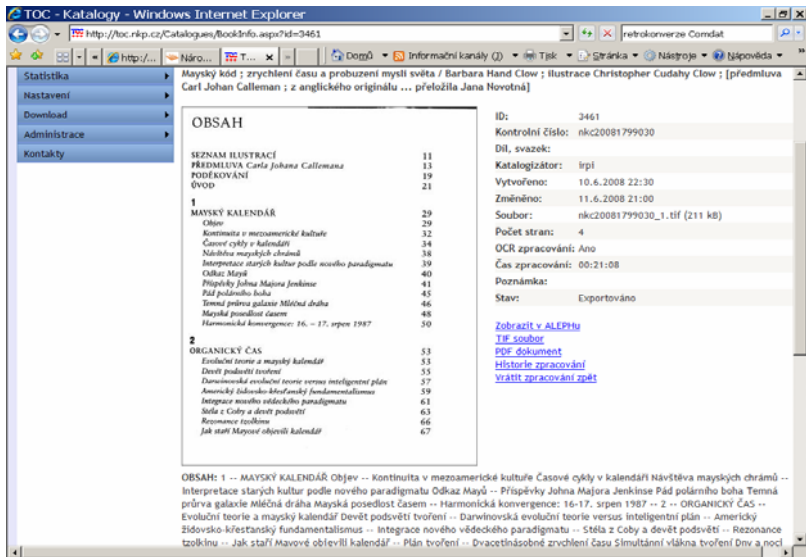 TOC - Katalogy - Windows Internet Explorer
http://toc.nkp.cz/Catalogues/BookInfo.aspx?id=3461
retrokonverze Comdat
http:/...
Náro...
T...
Domů
Informační kanály (J)
Tisk
Stránka
Nástroje
Nápověda
Statistika
Nastavení
Download
Administrace
Kontakty
Mayský kód ; zrychlení času a probuzení mysli světa / Barbara Hand Clow ; ilustrace Christopher Cudahy Clow ; [předmluva
Carl Johan Calleman ; z anglického originálu ... přeložila Jana Novotná]
OBSAH
SEZNAM ILUSTRACÍ 11
PŘEDMLUVA Carla Johana Callemana 13
PODĚKOVÁNÍ 19
ÚVOD 21
1
MAYSKÝ KALENDÁŘ 29
Objev 29
Kontinuita v mezoamerické kultuře 32
Časové cykly v kalendáři 34
Návštěva mayských chrámů 38
Interpretace starých kultur podle nového paradigmatu 39
Odkaz Mayů 40
Příspěvky Johna Majora Jenkinse 41
Pád polárního boha 45
Temná průrva galaxie Mléčná dráha 46
Mayská posedlost časem 48
Harmonická konvergence: 16. – 17. srpen 1987 50
2
ORGANICKÝ ČAS 53
Evoluční teorie a mayský kalendář 53
Devět podsvětí tvoření 55
Darwinovská evoluční teorie versus inteligentní plán 57
Americký židovsko-křesťanský fundamentalismus 59
Integrace nového vědeckého paradigmatu 61
Stéla z Coby a devět podsvětí 63
Rezonance tzolkinu 66
Jak staří Mayové objevili kalendář 67
ID: 3461
Kontrolní číslo: nkc20081799030
Díl, svazek:
Katalogizátor: irpi
Vytvořeno: 10.6.2008 22:30
Změněno: 11.6.2008 21:00
Soubor: nkc20081799030_1.tif (211 kB)
Počet stran: 4
OCR zpracování: Ano
Čas zpracování: 00:21:08
Poznámka:
Stav: Exportováno
Zobrazit v ALEPHu
TIF soubor
PDF dokument
Historie zpracování
Vrátit zpracování zpět
OBSAH: 1 -- MAYSKÝ KALENDÁŘ Objev -- Kontinuita v mezoamerické kultuře Časové cykly v kalendáři Návštěva mayských chrámů --
Interpretace starých kultur podle nového paradigmatu Odkaz Mayů -- Příspěvky Johna Majora Jenkinse Pád polárního boha Temná
průrva galaxie Mléčná dráha Mayská posedlost časem -- Harmonická konvergence: 16-17. srpen 1987 -- 2 -- ORGANICKÝ ČAS --
Evoluční teorie a mayský kalendář Devět podsvětí tvoření -- Darwinovská evoluční teorie versus inteligentní plán -- Americký
židovsko-křesťanský fundamentalismus -- Integrace nového vědeckého paradigmatu -- Stéla z Coby a devět podsvětí -- Rezonance
tzolkinu -- Jak staří Mayové objevili kalendář -- Plán tvoření -- Dvacetinásobné zrychlení času Simultánní vlákna tvoření Dny a noci